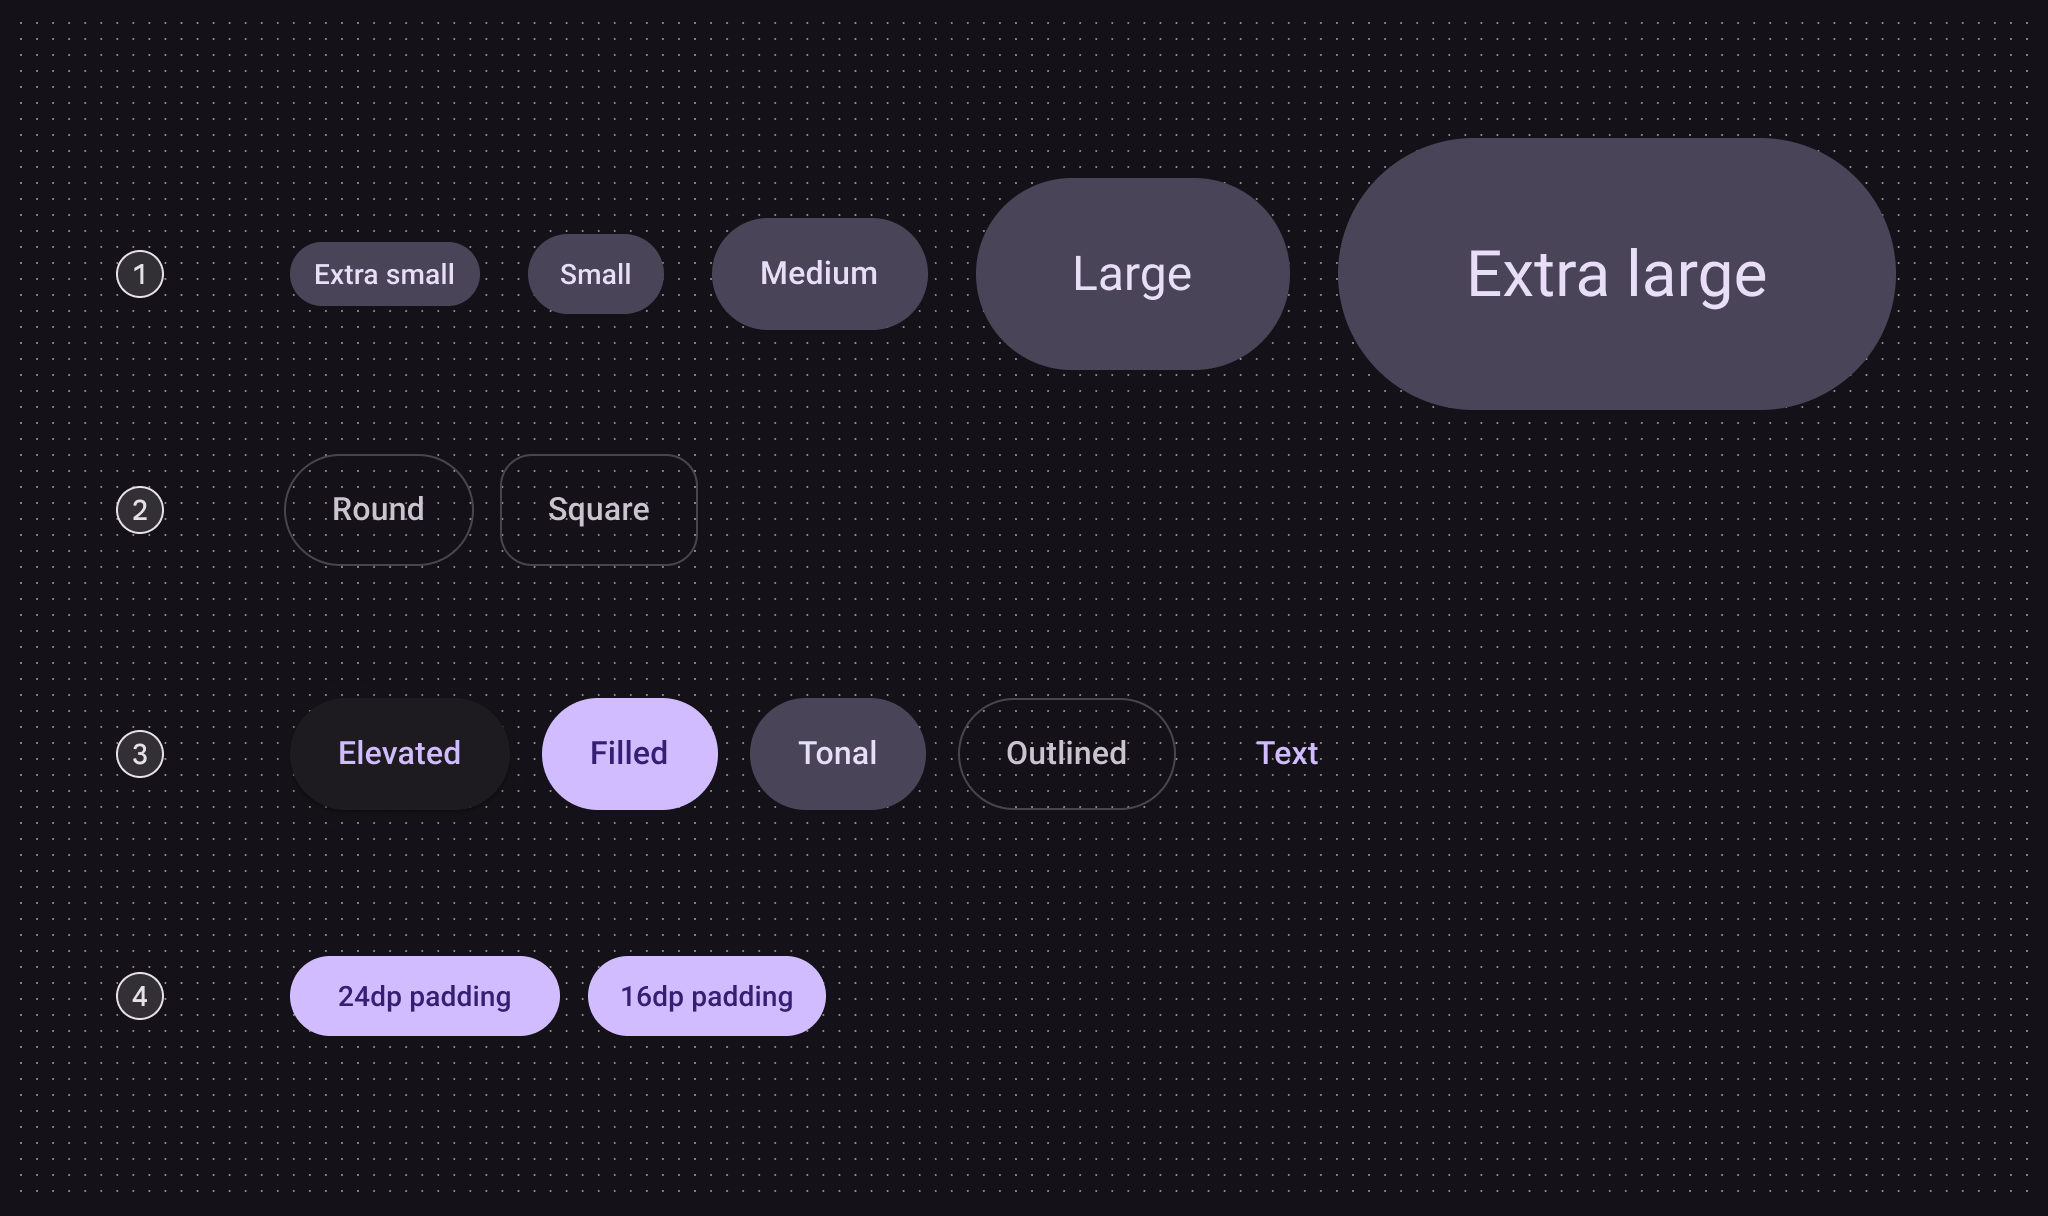 1 Extra small Small Medium Large Extra large
2 Round Square
3 Elevated Filled Tonal Outlined Text
4 24dp padding 16dp padding